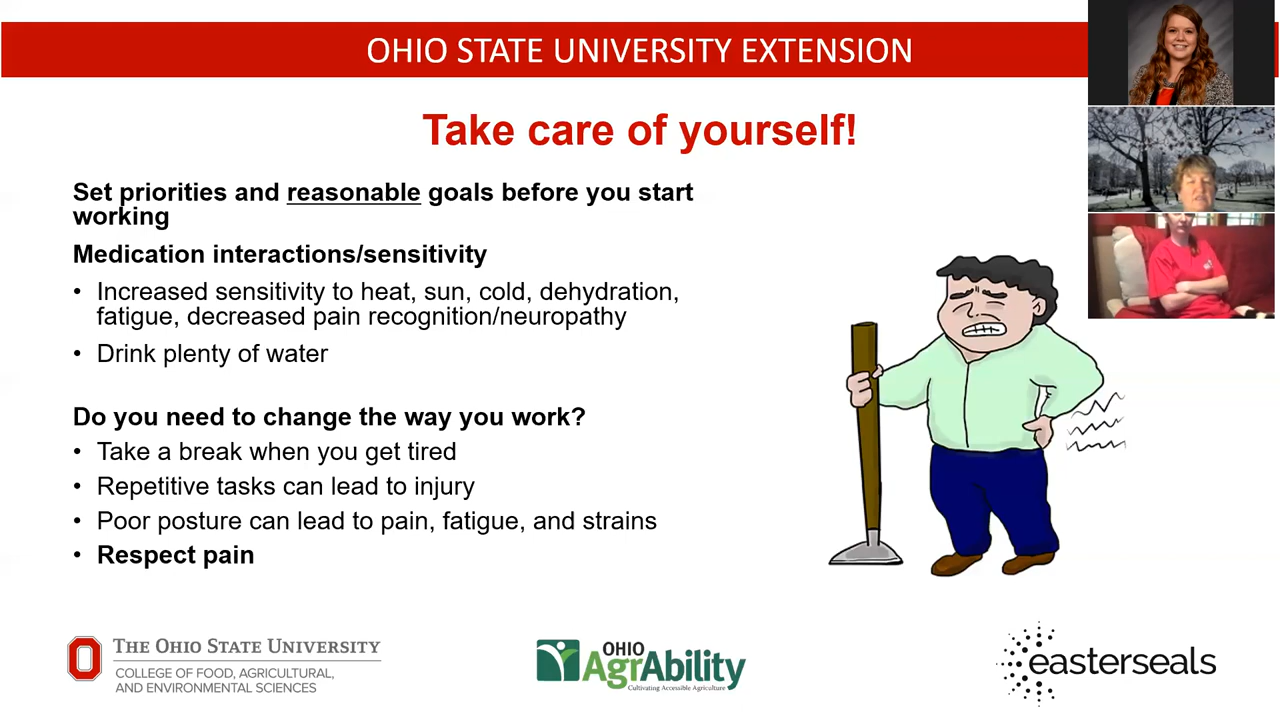 OHIO STATE UNIVERSITY EXTENSION
Take care of yourself!
Set priorities and reasonable goals before you start
working
Medication interactions/sensitivity
• Increased sensitivity to heat, sun, cold, dehydration,
fatigue, decreased pain recognition/neuropathy
• Drink plenty of water
Do you need to change the way you work?
• Take a break when you get tired
• Repetitive tasks can lead to injury
• Poor posture can lead to pain, fatigue, and strains
• Respect pain
THE OHIO STATE UNIVERSITY
COLLEGE OF FOOD, AGRICULTURAL,
AND ENVIRONMENTAL SCIENCES
OHIO
AgrAbility
Cultivating Accessible Agriculture
easterseals